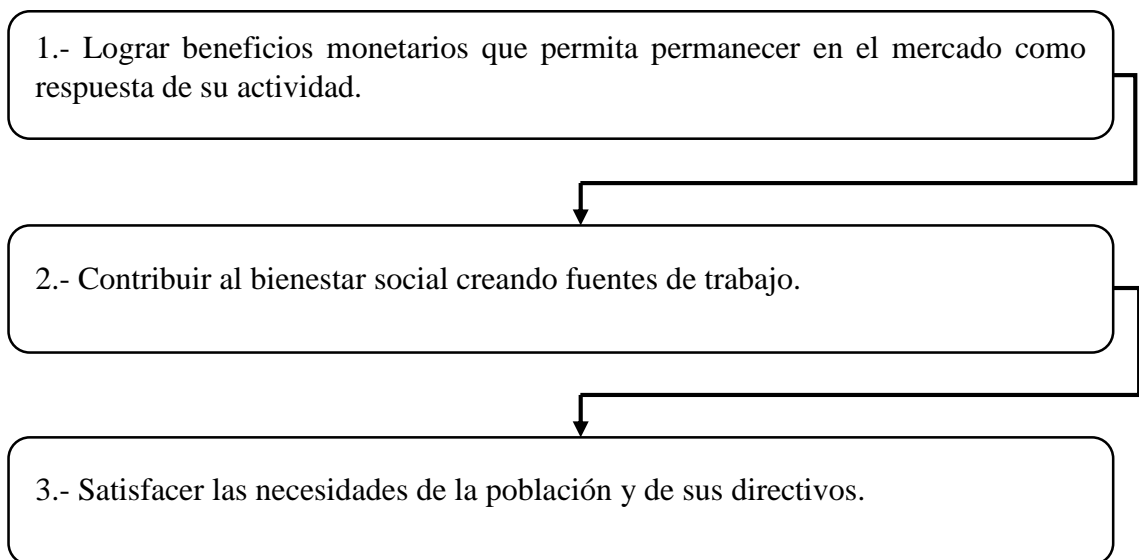 1.- Lograr beneficios monetarios que permita permanecer en el mercado como
respuesta de su actividad.
2.- Contribuir al bienestar social creando fuentes de trabajo.
3.- Satisfacer las necesidades de la población y de sus directivos.